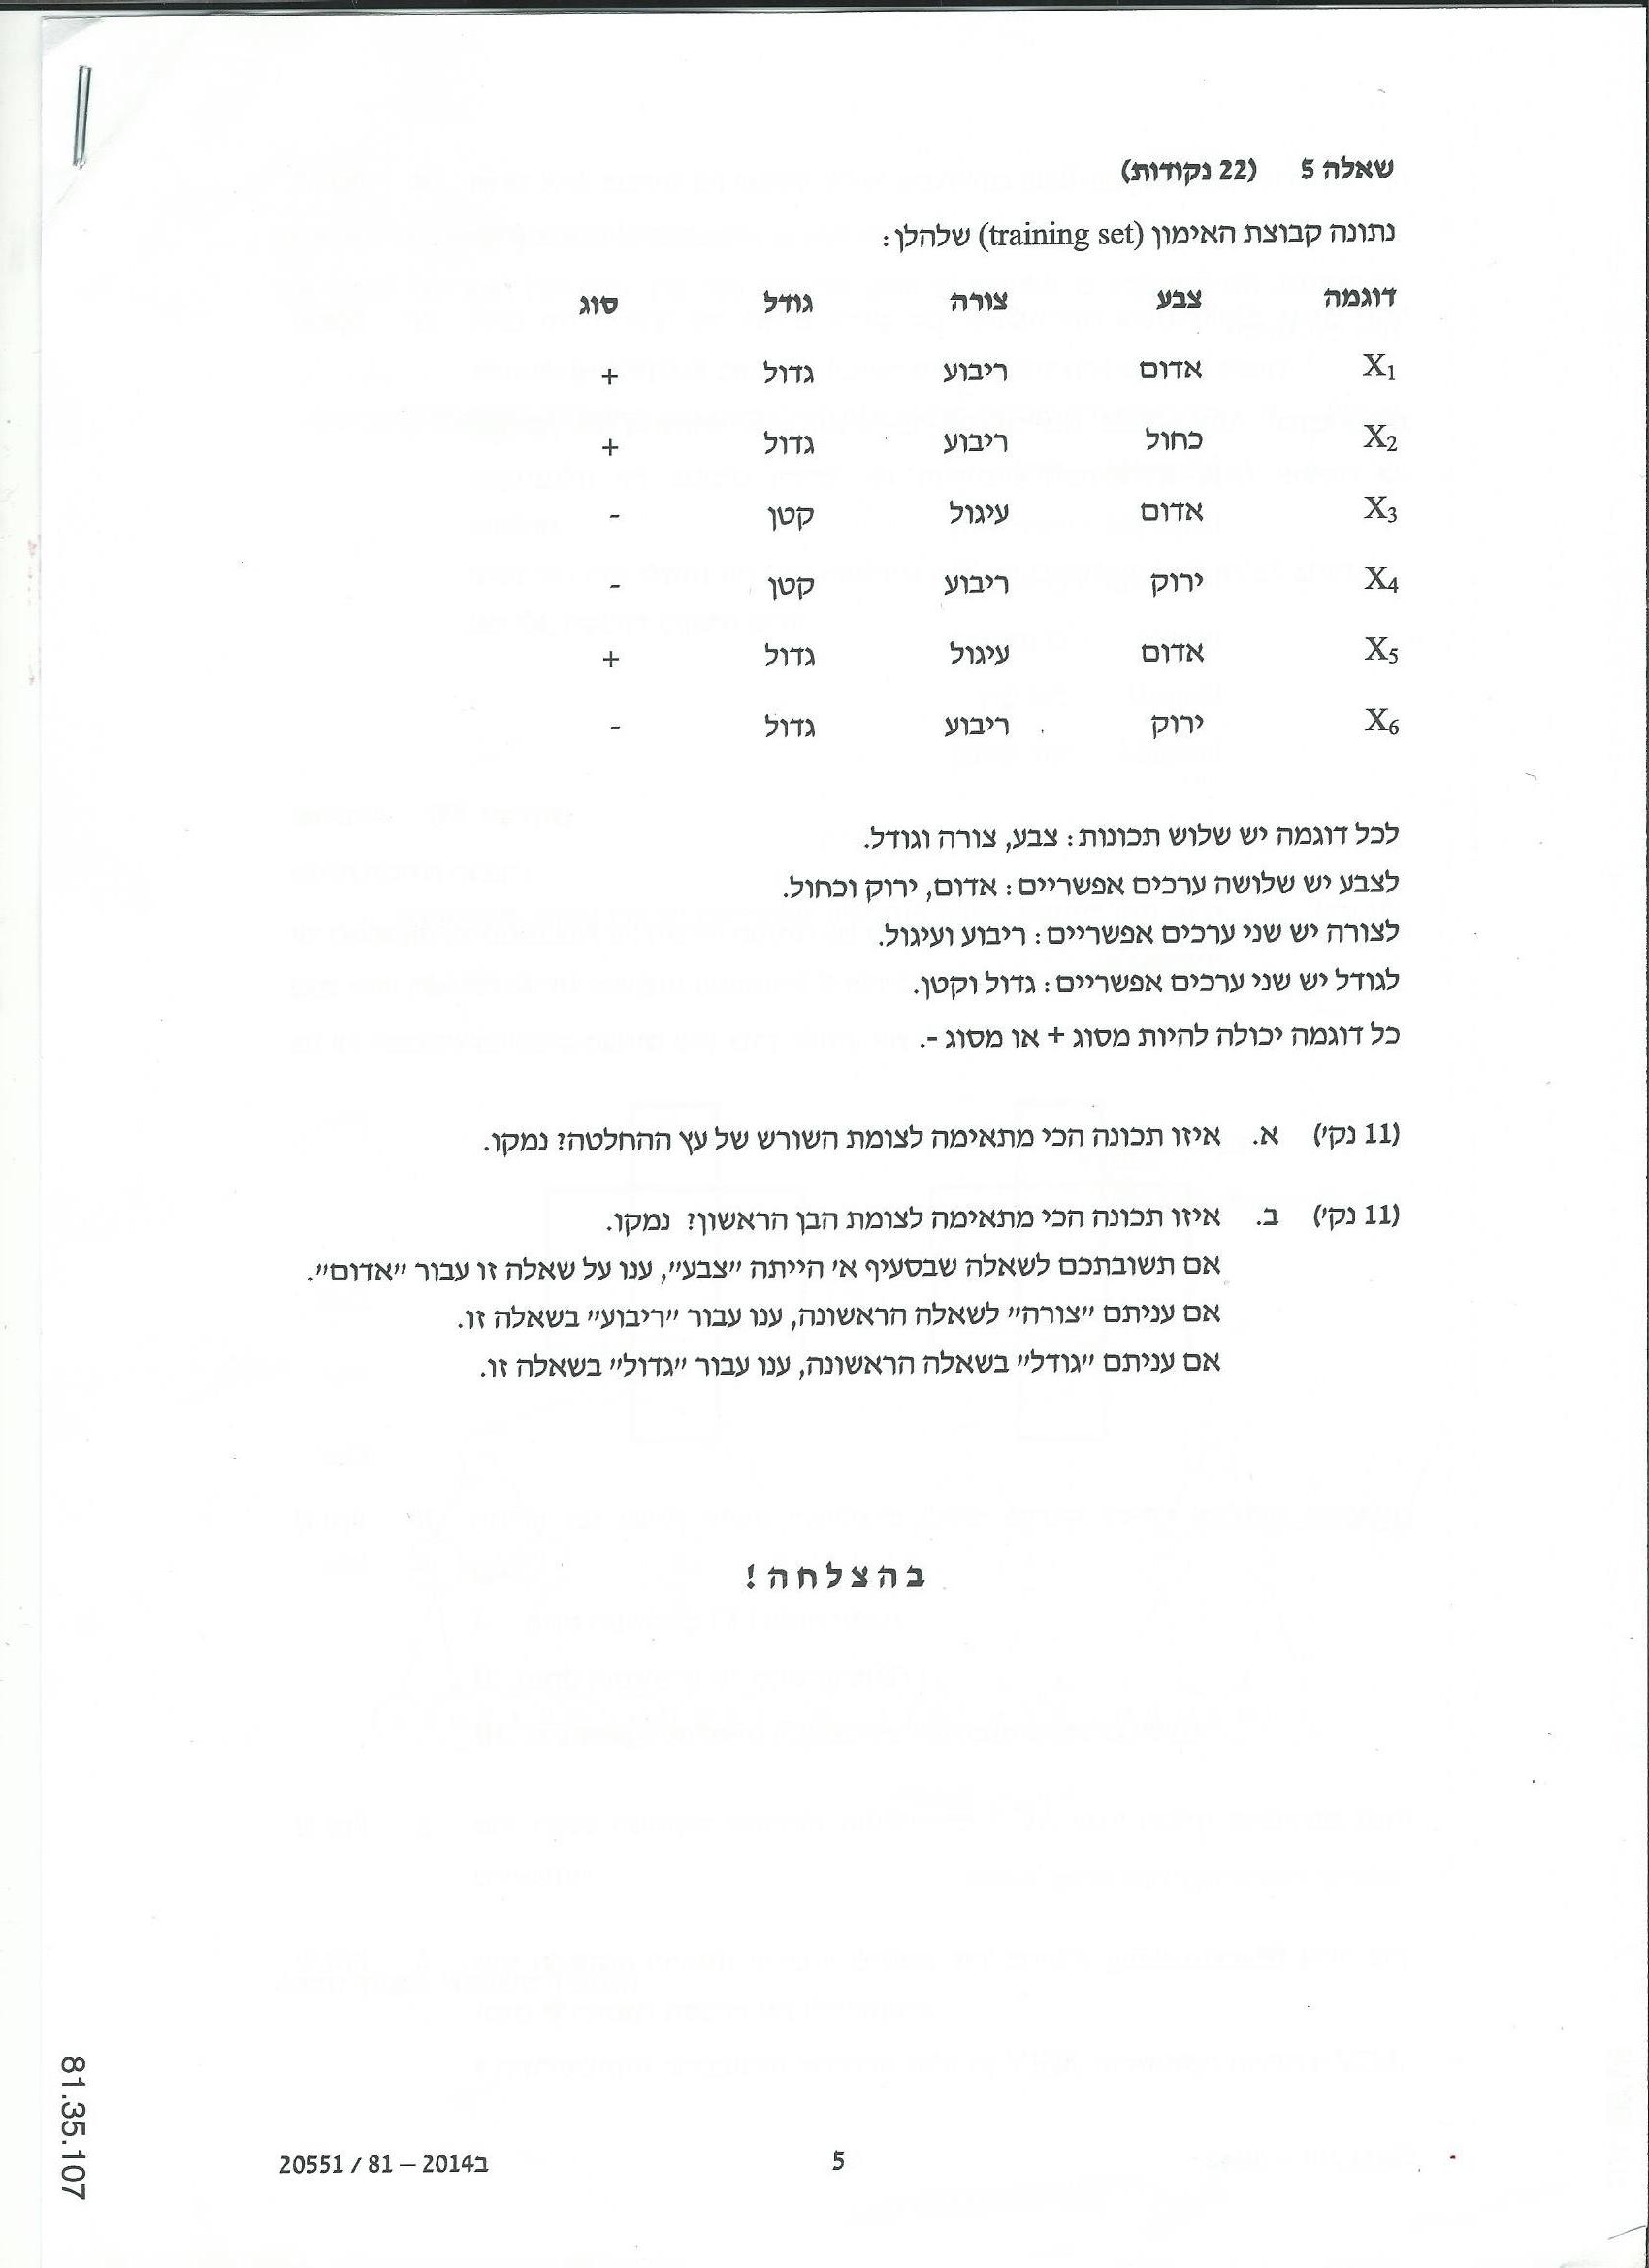 שאלה 5 (22 נקודות)
נתונה קבוצת האימון (training set) שלהלן:
דוגמה צבע צורה גודל סוג
X1 אדום ריבוע גדול +
X2 כחול ריבוע גדול +
X3 אדום עיגול קטן -
X4 ירוק ריבוע קטן -
X5 אדום עיגול גדול +
X6 ירוק ריבוע גדול -
לכל דוגמה יש שלוש תכונות: צבע, צורה וגודל.
לצבע יש שלושה ערכים אפשריים: אדום, ירוק וכחול.
לצורה יש שני ערכים אפשריים: ריבוע ועיגול.
לגודל יש שני ערכים אפשריים: גדול וקטן.
כל דוגמה יכולה להיות מסוג + או מסוג -.
(11 נק') א. איזו תכונה הכי מתאימה לצומת השורש של עץ ההחלטה? נמקו.
(11 נק') ב. איזו תכונה הכי מתאימה לצומת הבן הראשון? נמקו.
אם תשובתכם לשאלה שבסעיף א' הייתה "צבע", ענו על שאלה זו עבור "אדום".
אם עניתם "צורה" לשאלה הראשונה, ענו עבור "ריבוע" בשאלה זו.
אם עניתם "גודל" בשאלה הראשונה, ענו עבור "גדול" בשאלה זו.
בהצלחה!
81.35.107
5
20551 / 81 – 2014ב